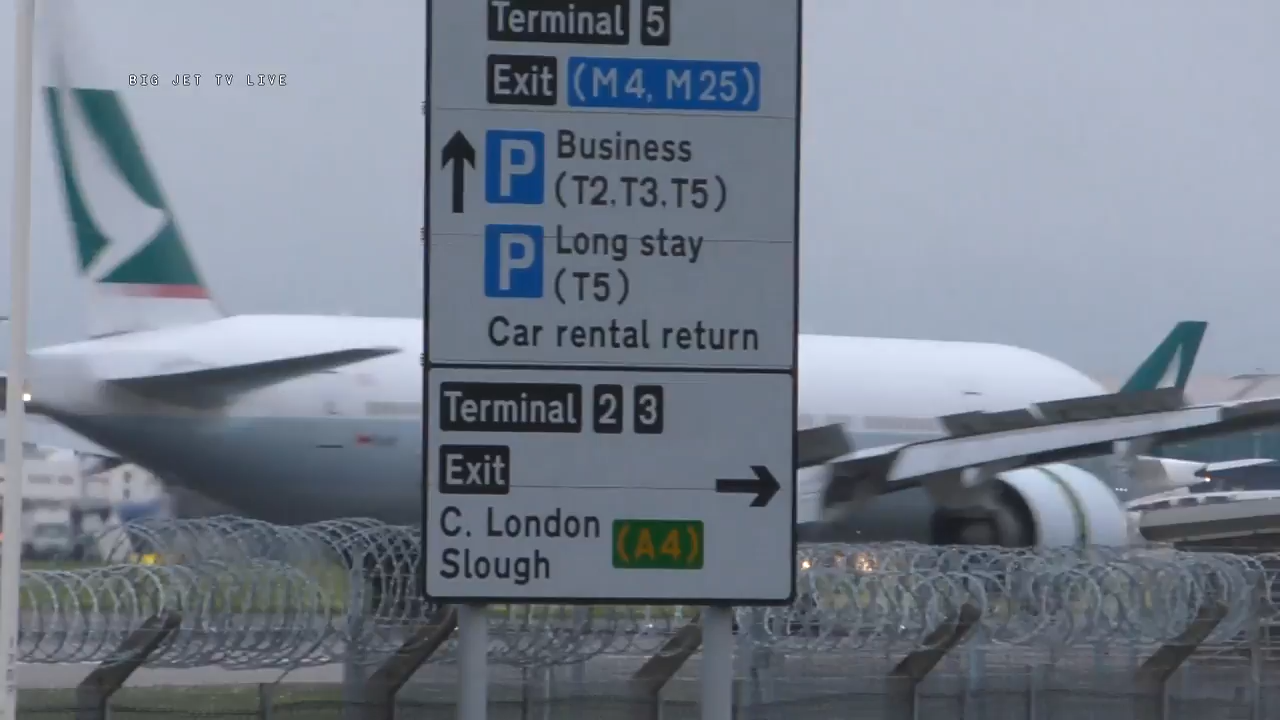 BIG JET TV LIVE
Terminal 5
Exit (M4, M25)
P Business
(T2,T3,T5)
P Long stay
(T5)
Car rental return
Terminal 2 3
Exit
C. London (A4)
Slough